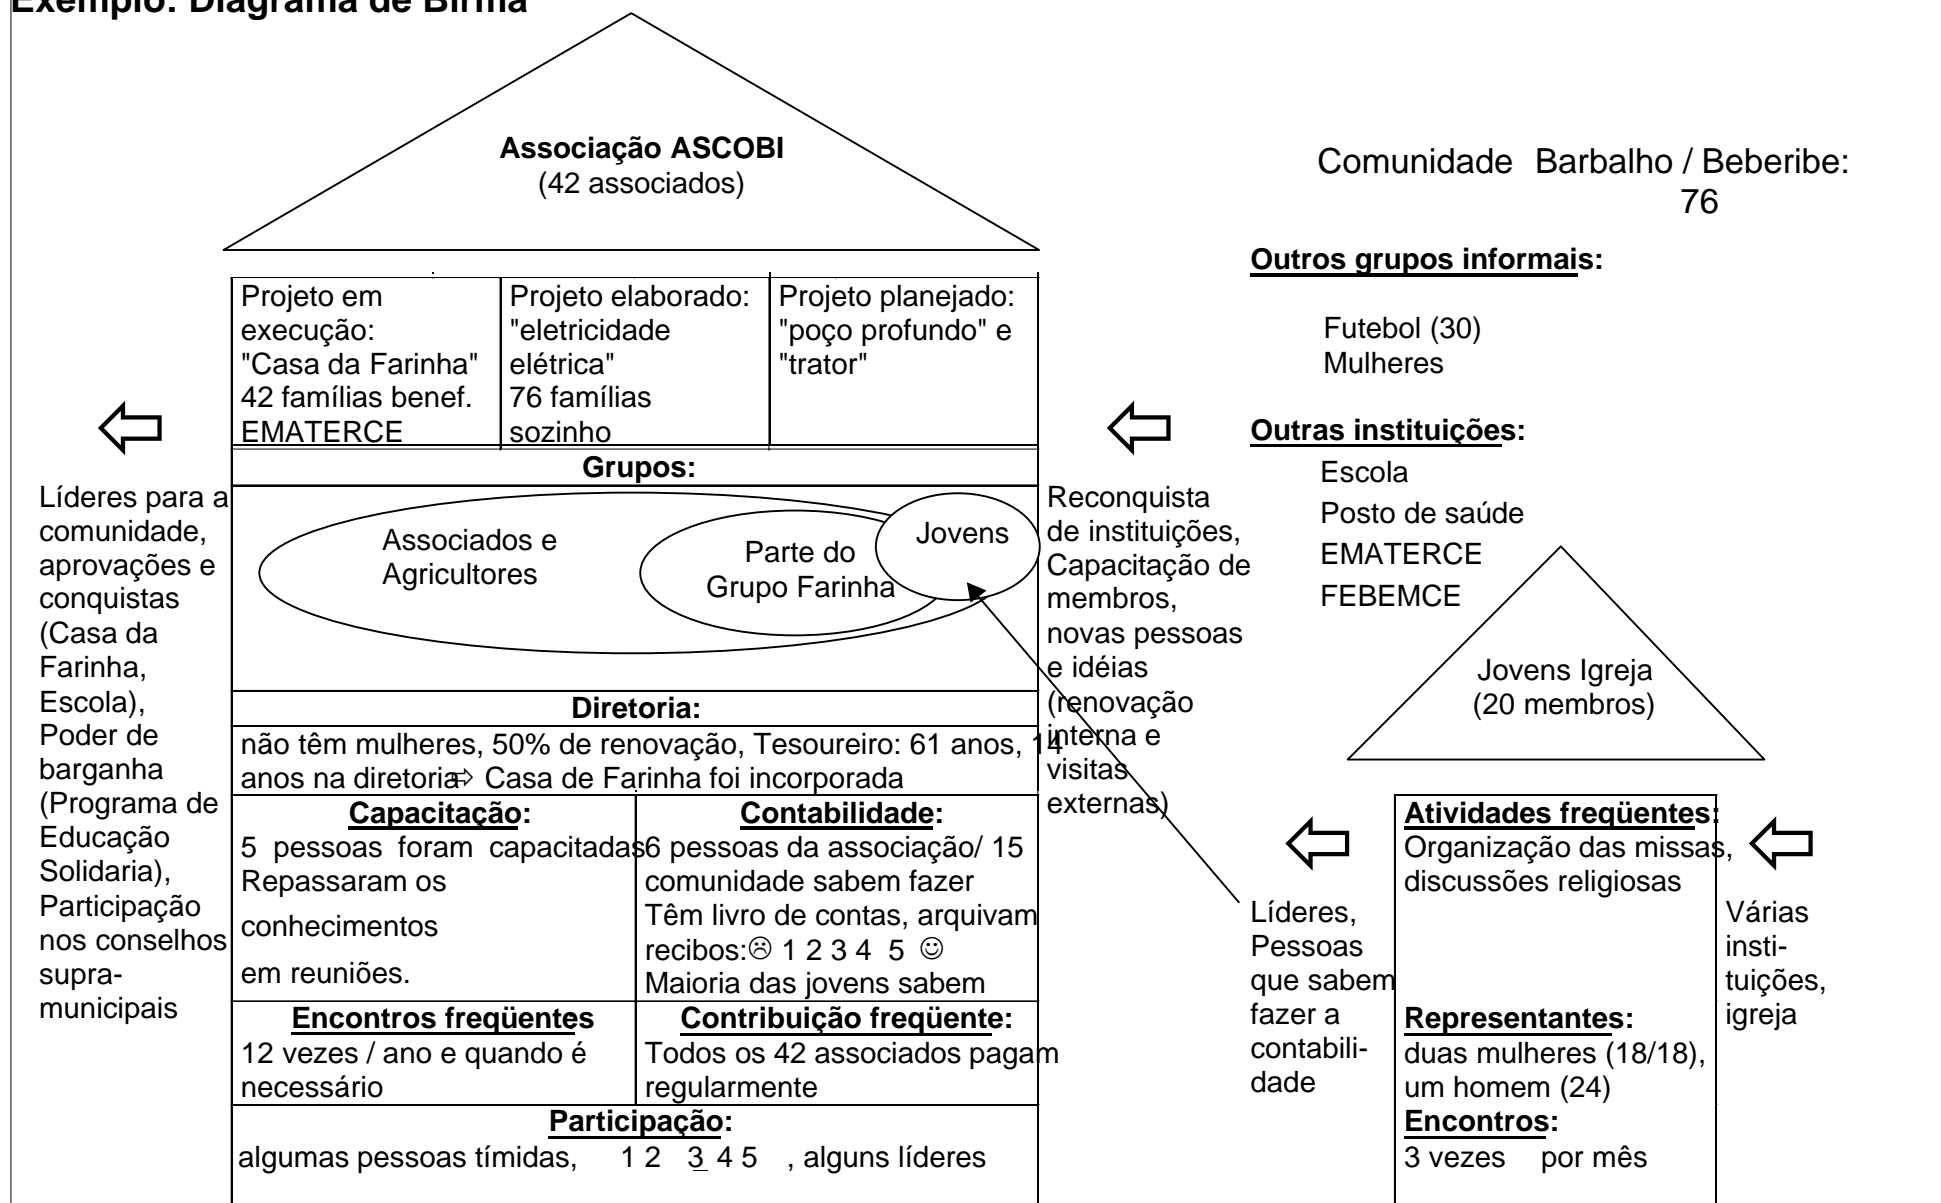 Exemplo: Diagrama de Birma
Associação ASCOBI
(42 associados)
Comunidade Barbalho / Beberibe:
76
Projeto em
execução:
"Casa da Farinha"
42 famílias benef.
EMATERCE
Projeto elaborado:
"eletricidade
elétrica"
76 famílias
sozinho
Projeto planejado:
"poço profundo" e
"trator"
Grupos:
Associados e
Agricultores
Parte do
Grupo Farinha
Jovens
Diretoria:
não têm mulheres, 50% de renovação, Tesoureiro: 61 anos, 14
anos na diretoria⇨ Casa de Farinha foi incorporada
Capacitação:
5 pessoas foram capacitadas
Repassaram os
conhecimentos
em reuniões.
Contabilidade:
6 pessoas da associação/ 15
comunidade sabem fazer
Têm livro de contas, arquivam
recibos:☹ 1 2 3 4 5 ☺
Maioria das jovens sabem
Encontros freqüentes
12 vezes / ano e quando é
necessário
Contribuição freqüente:
Todos os 42 associados pagam
regularmente
Participação:
algumas pessoas tímidas, 1 2 3 4 5 , alguns líderes
Líderes para a
comunidade,
aprovações e
conquistas
(Casa da
Farinha,
Escola),
Poder de
barganha
(Programa de
Educação
Solidaria),
Participação
nos conselhos
supra-
municipais
Reconquista
de instituições,
Capacitação de
membros,
novas pessoas
e idéias
(renovação
interna e
visitas
externas)
Outros grupos informais:
Futebol (30)
Mulheres
Outras instituições:
Escola
Posto de saúde
EMATERCE
FEBEMCE
Jovens Igreja
(20 membros)
Atividades freqüentes:
Organização das missas,
discussões religiosas
Representantes:
duas mulheres (18/18),
um homem (24)
Encontros:
3 vezes por mês
Líderes,
Pessoas
que sabem
fazer a
contabili-
dade
Várias
insti-
tuições,
igreja